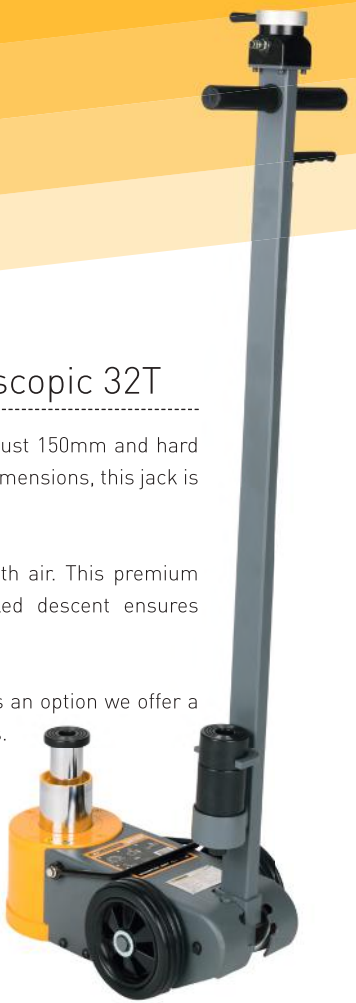 scopic 32T
ust 150mm and hard
mensions, this jack is
th air. This premium
ed descent ensures
s an option we offer a